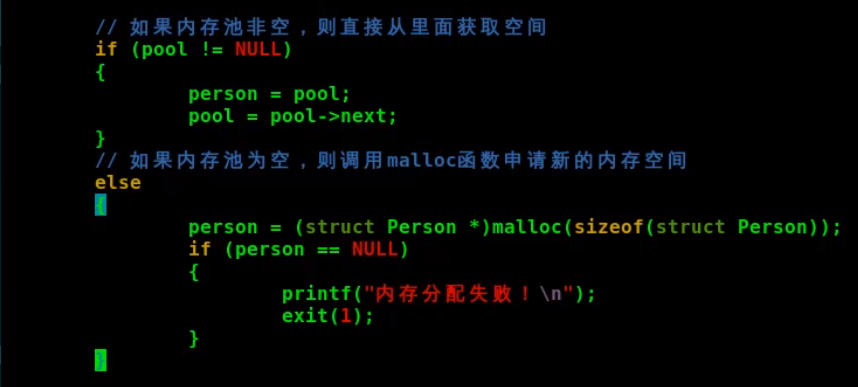 // 如果内存池非空，则直接从里面获取空间
if (pool != NULL)
{
        person = pool;
        pool = pool->next;
}
// 如果内存池为空，则调用malloc函数申请新的内存空间
else
{
        person = (struct Person *)malloc(sizeof(struct Person));
        if (person == NULL)
        {
                printf("内存分配失败！\n");
                exit(1);
        }
}